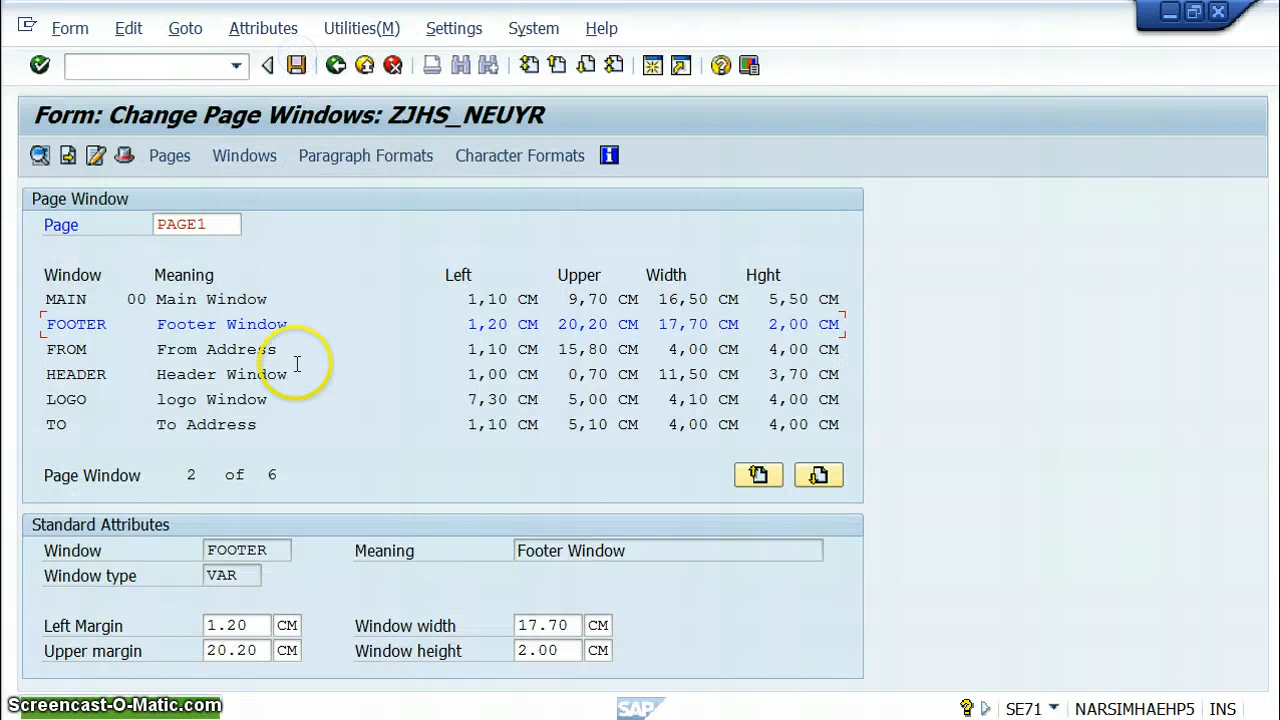 Form Edit Goto Attributes Utilities(M) Settings System Help
Form: Change Page Windows: ZJHS_NEUYR
Pages Windows Paragraph Formats Character Formats
Page Window
Page PAGE1
Window Meaning Left Upper Width Hght
MAIN 00 Main Window 1,10 CM 9,70 CM 16,50 CM 5,50 CM
FOOTER Footer Window 1,20 CM 20,20 CM 17,70 CM 2,00 CM
FROM From Address 1,10 CM 15,80 CM 4,00 CM 4,00 CM
HEADER Header Window 1,00 CM 0,70 CM 11,50 CM 3,70 CM
LOGO logo Window 7,30 CM 5,00 CM 4,10 CM 4,00 CM
TO To Address 1,10 CM 5,10 CM 4,00 CM 4,00 CM
Page Window 2 of 6
Standard Attributes
Window FOOTER Meaning Footer Window
Window type VAR
Left Margin 1.20 CM Window width 17.70 CM
Upper margin 20.20 CM Window height 2.00 CM
Screencast-O-Matic.com SAP SE71 NARSIMHAEHP5 INS